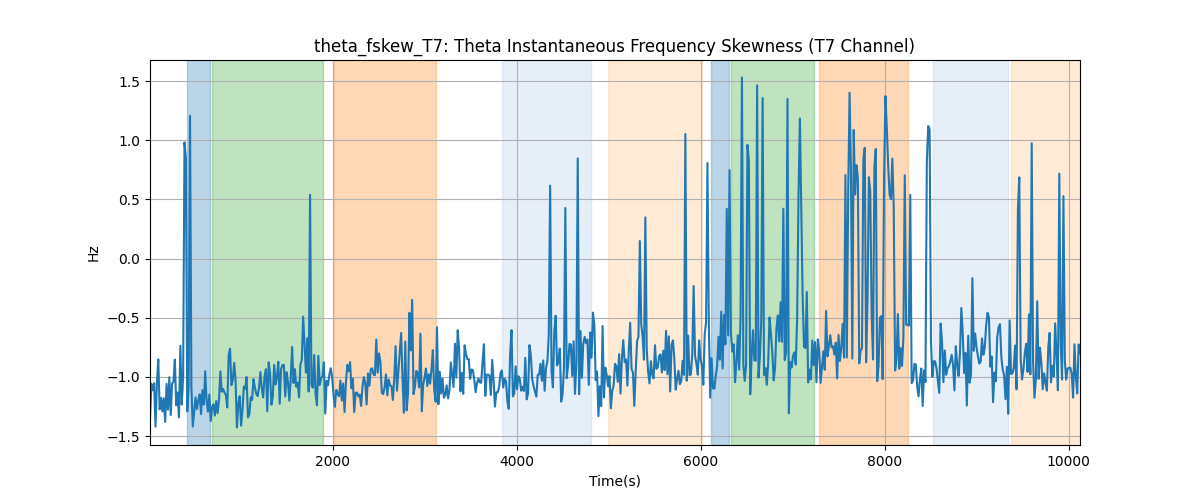 theta_fskew_T7: Theta Instantaneous Frequency Skewness (T7 Channel)
1.5
1.0
0.5
0.0
−0.5
−1.0
−1.5
Hz
2000 4000 6000 8000 10000
Time(s)